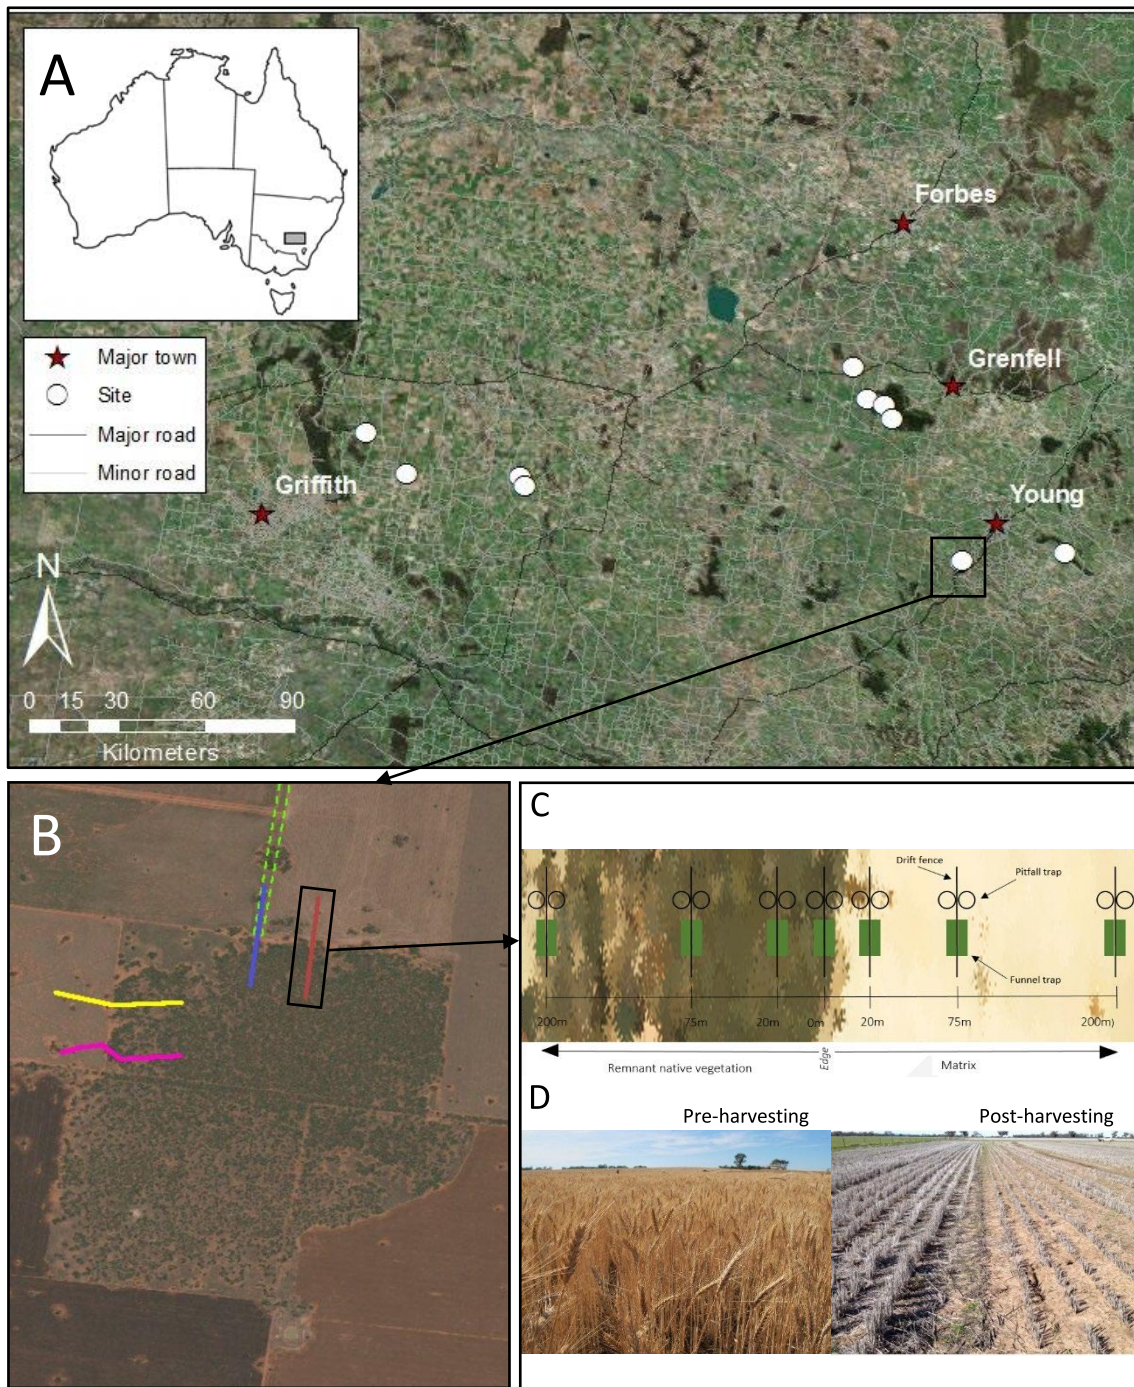 A
Forbes
Major town
Site
Major road
Minor road
Grenfell
Griffith
Young
N
0 15 30 60 90
Kilometers
B
C
Drift fence
Pitfall trap
Funnel trap
200m 75m 20m 0m 20m 75m 200m)
Remnant native vegetation
Edge
Matrix
D
Pre-harvesting
Post-harvesting